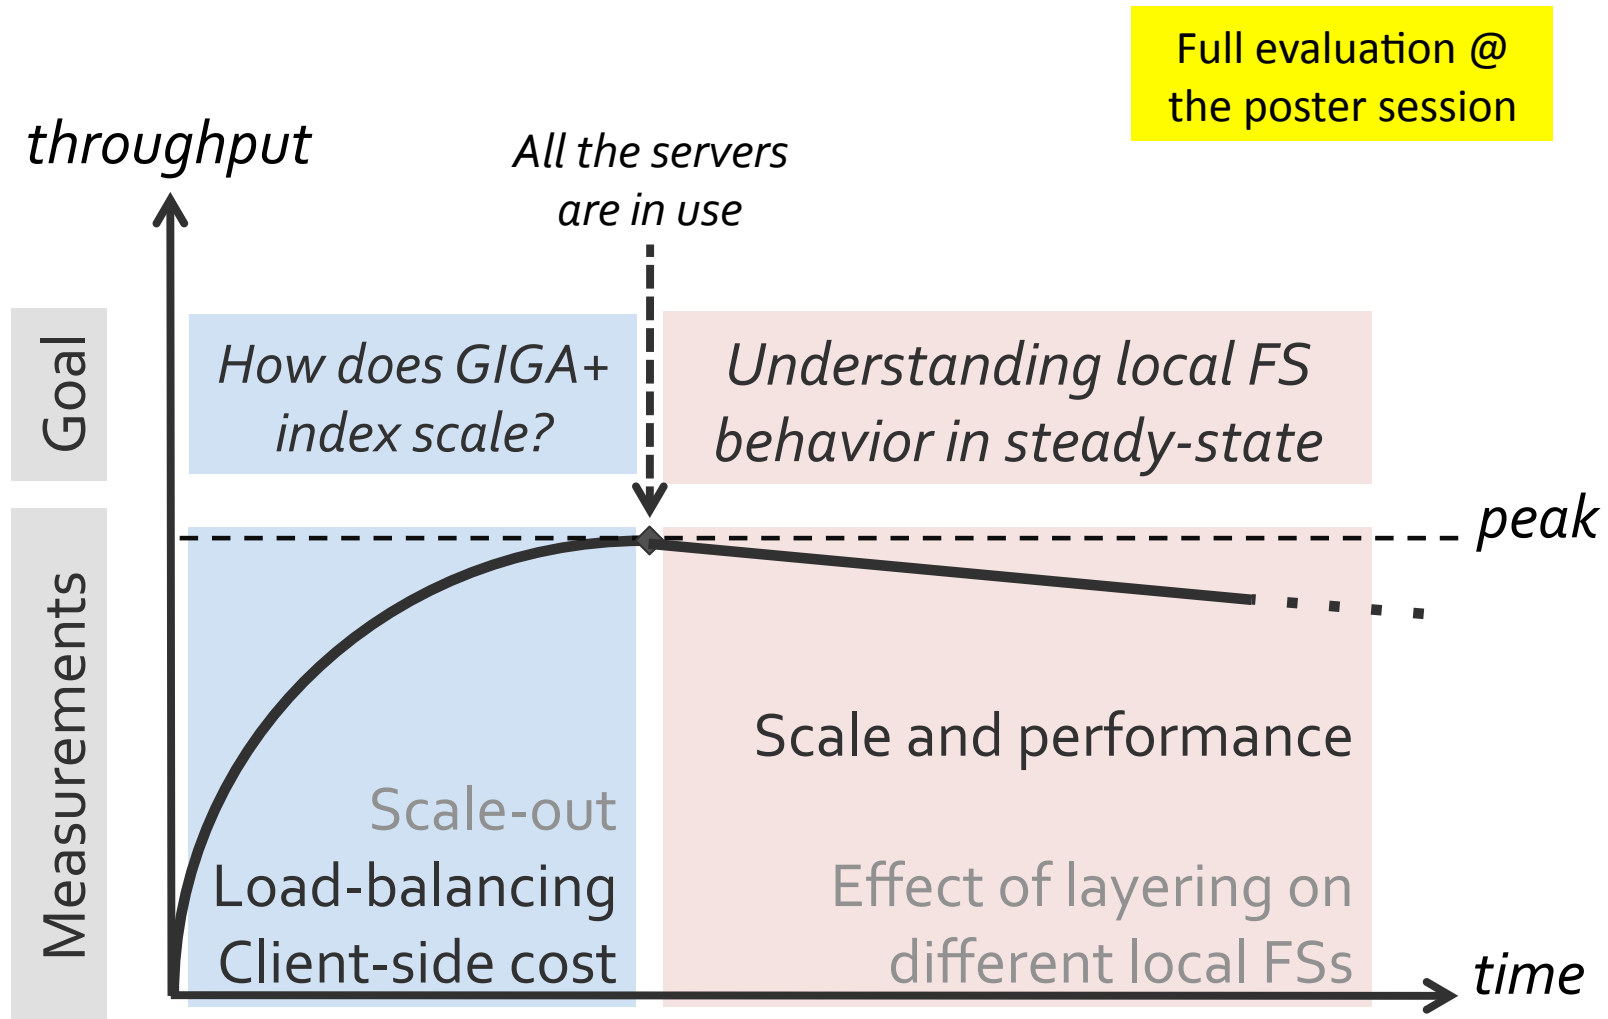 Full evaluation @
the poster session
throughput
All the servers
are in use
Goal
How does GIGA+
index scale?
Understanding local FS
behavior in steady-state
peak
Measurements
Scale-out
Load-balancing
Client-side cost
Scale and performance
Effect of layering on
different local FSs
time